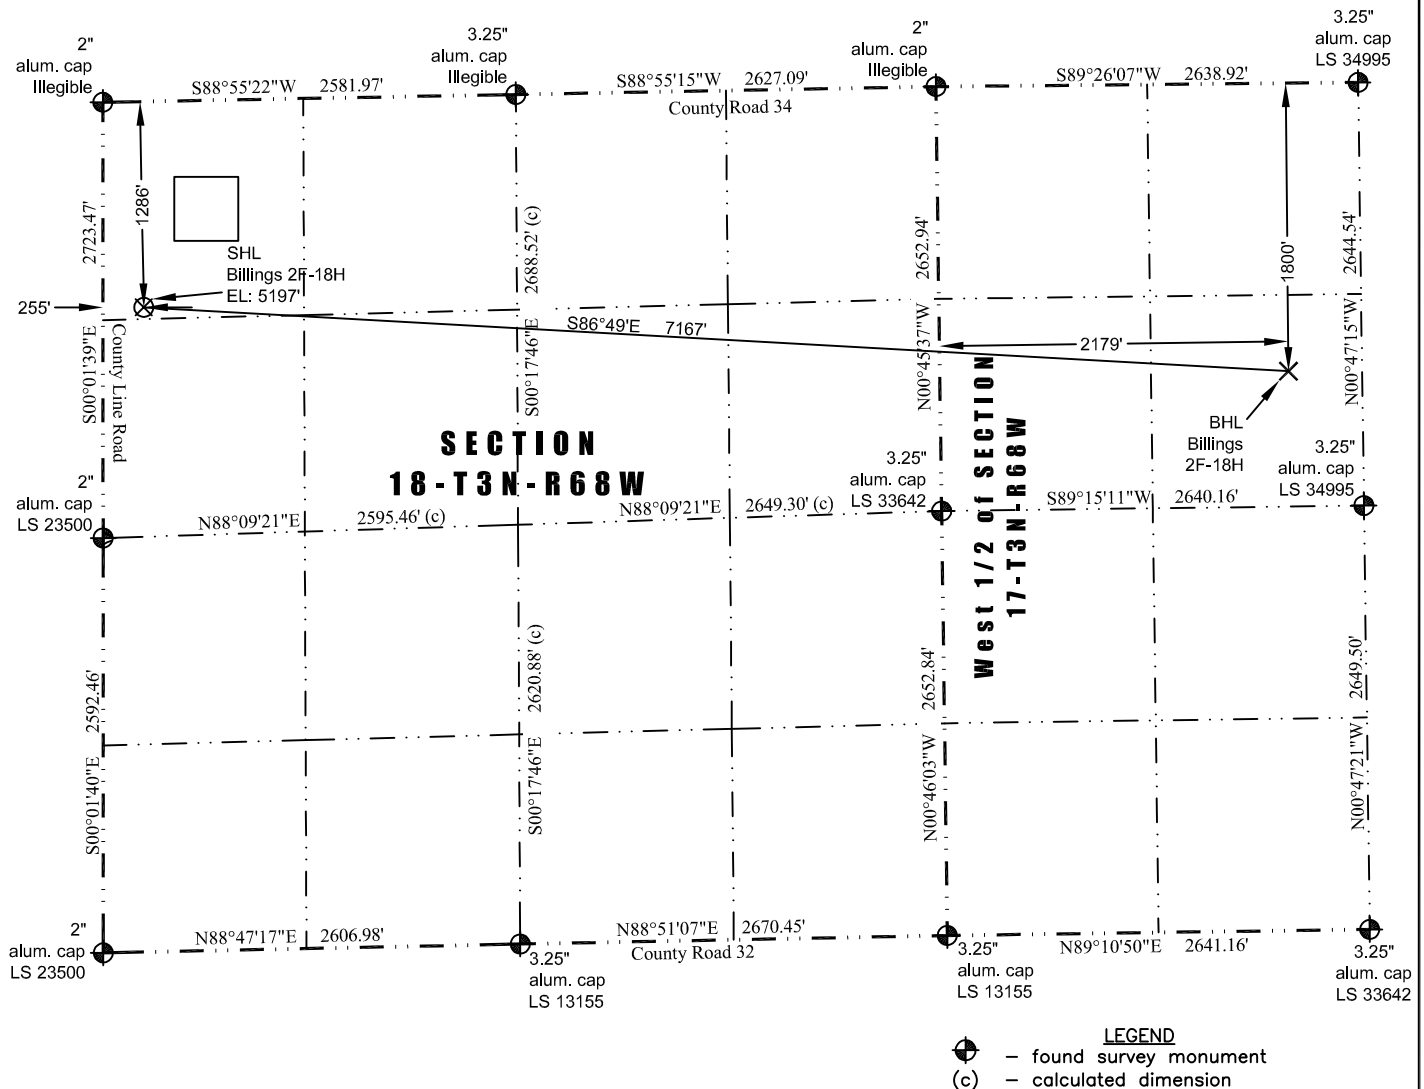 2"
alum. cap
Illegible
3.25"
alum. cap
Illegible
2"
alum. cap
Illegible
3.25"
alum. cap
LS 34995
S88°55'22"W 2581.97'
S88°55'15"W 2627.09'
S89°26'07"W 2638.92'
County Road 34
1286'
2723.47'
S00°01'39"E
255'
County Line Road
SHL
Billings 2F-18H
EL: 5197'
2688.52' (c)
S00°17'46"E
S86°49'E 7167'
2652.94'
N00°45'37"W
2179'
1800'
2644.54'
N00°47'15"W
BHL
Billings
2F-18H
SECTION
18-T3N-R68W
West 1/2 of SECTION
17-T3N-R68W
2"
alum. cap
LS 23500
3.25"
alum. cap
LS 33642
3.25"
alum. cap
LS 34995
N88°09'21"E 2595.46' (c)
N88°09'21"E 2649.30' (c)
S89°15'11"W 2640.16'
2592.46'
S00°01'40"E
2620.88' (c)
S00°17'46"E
2652.84'
N00°46'03"W
2649.50'
N00°47'21"W
2"
alum. cap
LS 23500
N88°47'17"E 2606.98'
N88°51'07"E 2670.45'
County Road 32
N89°10'50"E 2641.16'
3.25"
alum. cap
LS 13155
3.25"
alum. cap
LS 13155
3.25"
alum. cap
LS 33642
LEGEND
– found survey monument
(c) – calculated dimension